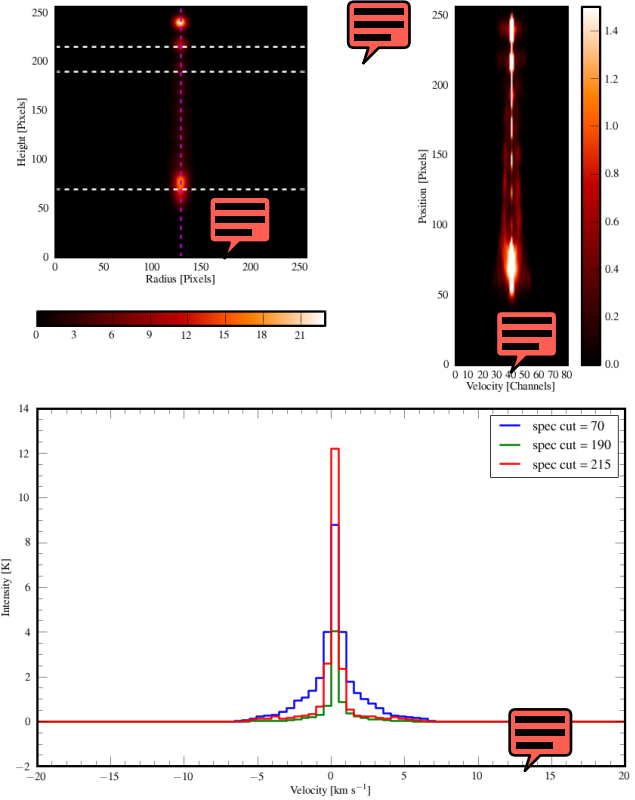 250
200
150
100
50
0
Height [Pixels]
0 50 100 150 200 250
Radius [Pixels]
0 3 6 9 12 15 18 21
250
200
150
100
50
0
Position [Pixels]
0 10 20 30 40 50 60 70 80
Velocity [Channels]
1.4
1.2
1.0
0.8
0.6
0.4
0.2
0.0
14
12
10
8
6
4
2
0
−2
Intensity [K]
spec cut = 70
spec cut = 190
spec cut = 215
−20 −15 −10 −5 0 5 10 15 20
Velocity [km s⁻¹]